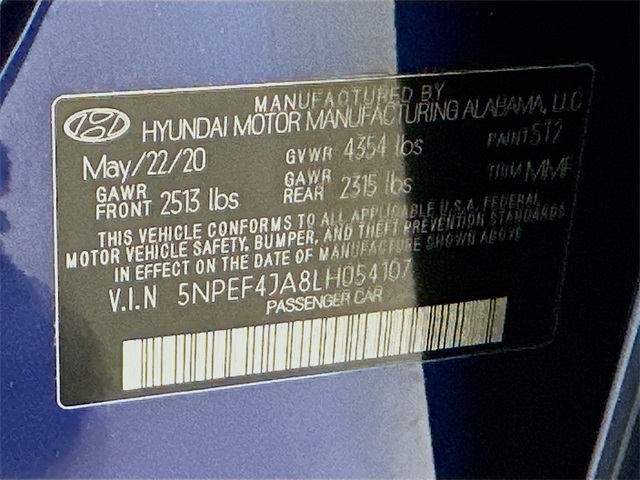 MANUFACTURED BY
HYUNDAI MOTOR MANUFACTURING ALABAMA, LLC
May/22/20 GVWR 4354 lbs PAINT ST2
GAWR FRONT 2513 lbs GAWR REAR 2315 lbs TRIM MMF
THIS VEHICLE CONFORMS TO ALL APPLICABLE U.S.A. FEDERAL
MOTOR VEHICLE SAFETY, BUMPER, AND THEFT PREVENTION STANDARDS
IN EFFECT ON THE DATE OF MANUFACTURE SHOWN ABOVE
V.I.N 5NPEF4JA8LH054107
PASSENGER CAR